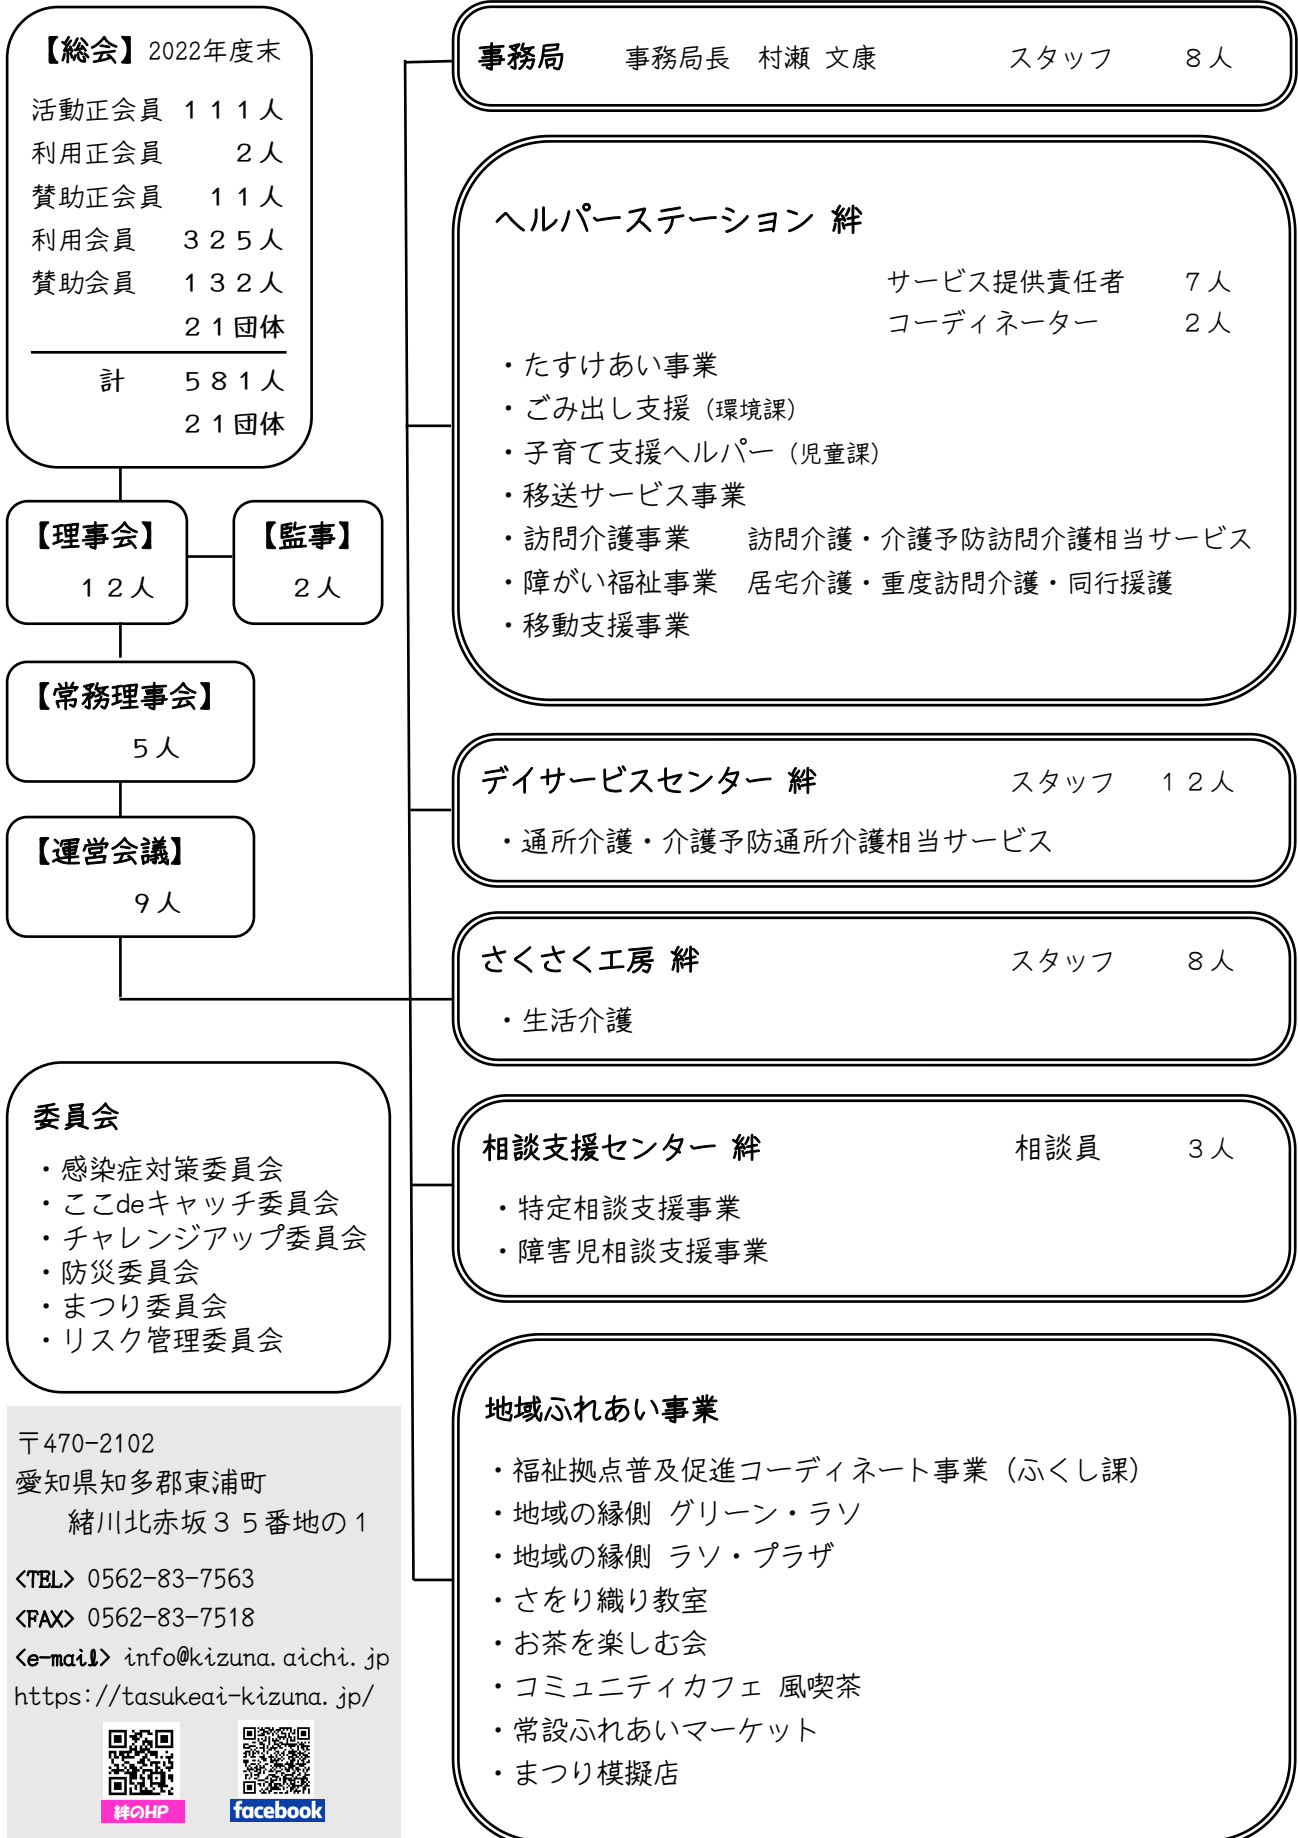 【総会】2022年度末
活動正会員 １１１人
利用正会員 ２人
賛助正会員 １１人
利用会員 ３２５人
賛助会員 １３２人
２１団体
計 ５８１人
２１団体
【理事会】
１２人
【監事】
２人
【常務理事会】
５人
【運営会議】
９人
委員会
・感染症対策委員会
・ここdeキャッチ委員会
・チャレンジアップ委員会
・防災委員会
・まつり委員会
・リスク管理委員会
〒470-2102
愛知県知多郡東浦町
緒川北赤坂３５番地の１
<TEL> 0562-83-7563
<FAX> 0562-83-7518
<e-mail> info@kizuna.aichi.jp
https://tasukeai-kizuna.jp/
絆のHP
facebook
事務局 事務局長 村瀬 文康 スタッフ ８人
ヘルパーステーション 絆
サービス提供責任者 ７人
コーディネーター ２人
・たすけあい事業
・ごみ出し支援（環境課）
・子育て支援ヘルパー（児童課）
・移送サービス事業
・訪問介護事業 訪問介護・介護予防訪問介護相当サービス
・障がい福祉事業 居宅介護・重度訪問介護・同行援護
・移動支援事業
デイサービスセンター 絆 スタッフ １２人
・通所介護・介護予防通所介護相当サービス
さくさく工房 絆 スタッフ ８人
・生活介護
相談支援センター 絆 相談員 ３人
・特定相談支援事業
・障害児相談支援事業
地域ふれあい事業
・福祉拠点普及促進コーディネート事業（ふくし課）
・地域の縁側 グリーン・ラソ
・地域の縁側 ラソ・プラザ
・さをり織り教室
・お茶を楽しむ会
・コミュニティカフェ 風喫茶
・常設ふれあいマーケット
・まつり模擬店